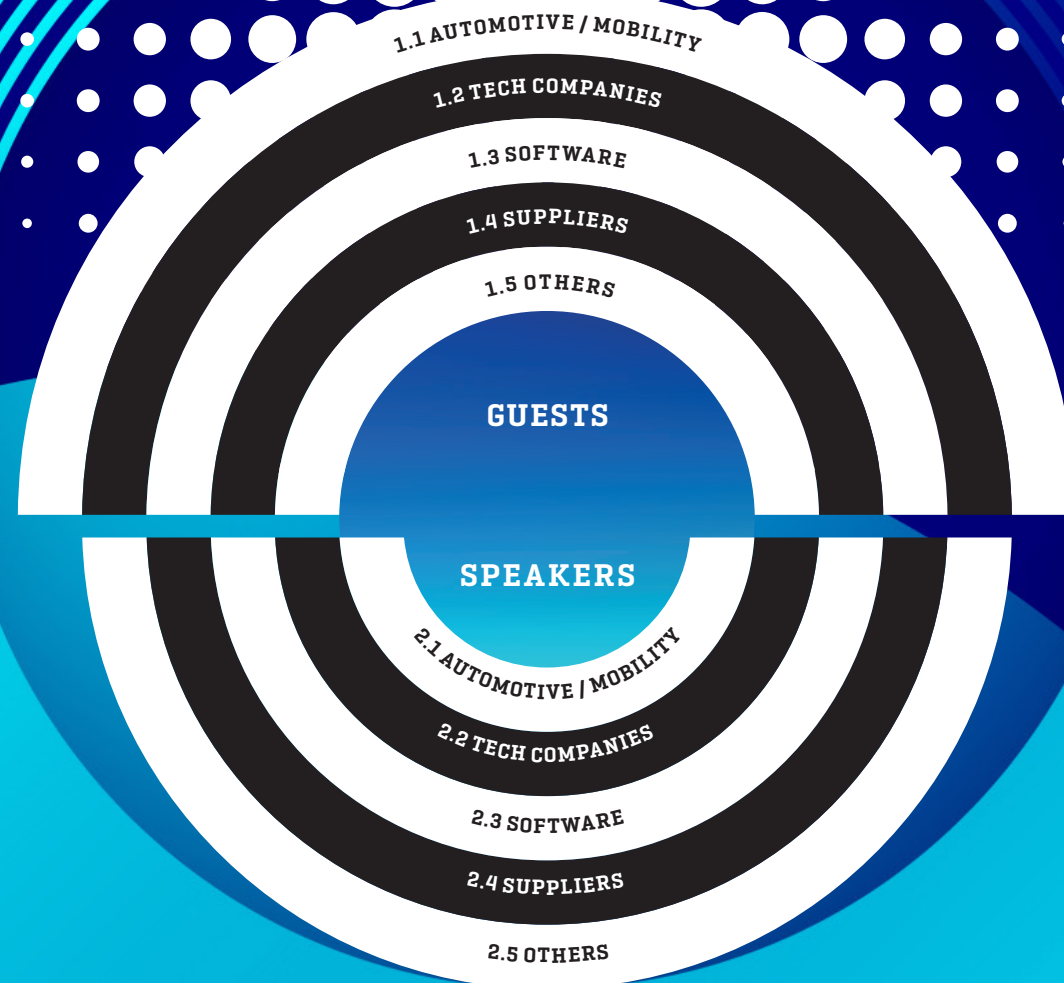 1.1 AUTOMOTIVE / MOBILITY
1.2 TECH COMPANIES
1.3 SOFTWARE
1.4 SUPPLIERS
1.5 OTHERS
GUESTS
SPEAKERS
2.1 AUTOMOTIVE / MOBILITY
2.2 TECH COMPANIES
2.3 SOFTWARE
2.4 SUPPLIERS
2.5 OTHERS